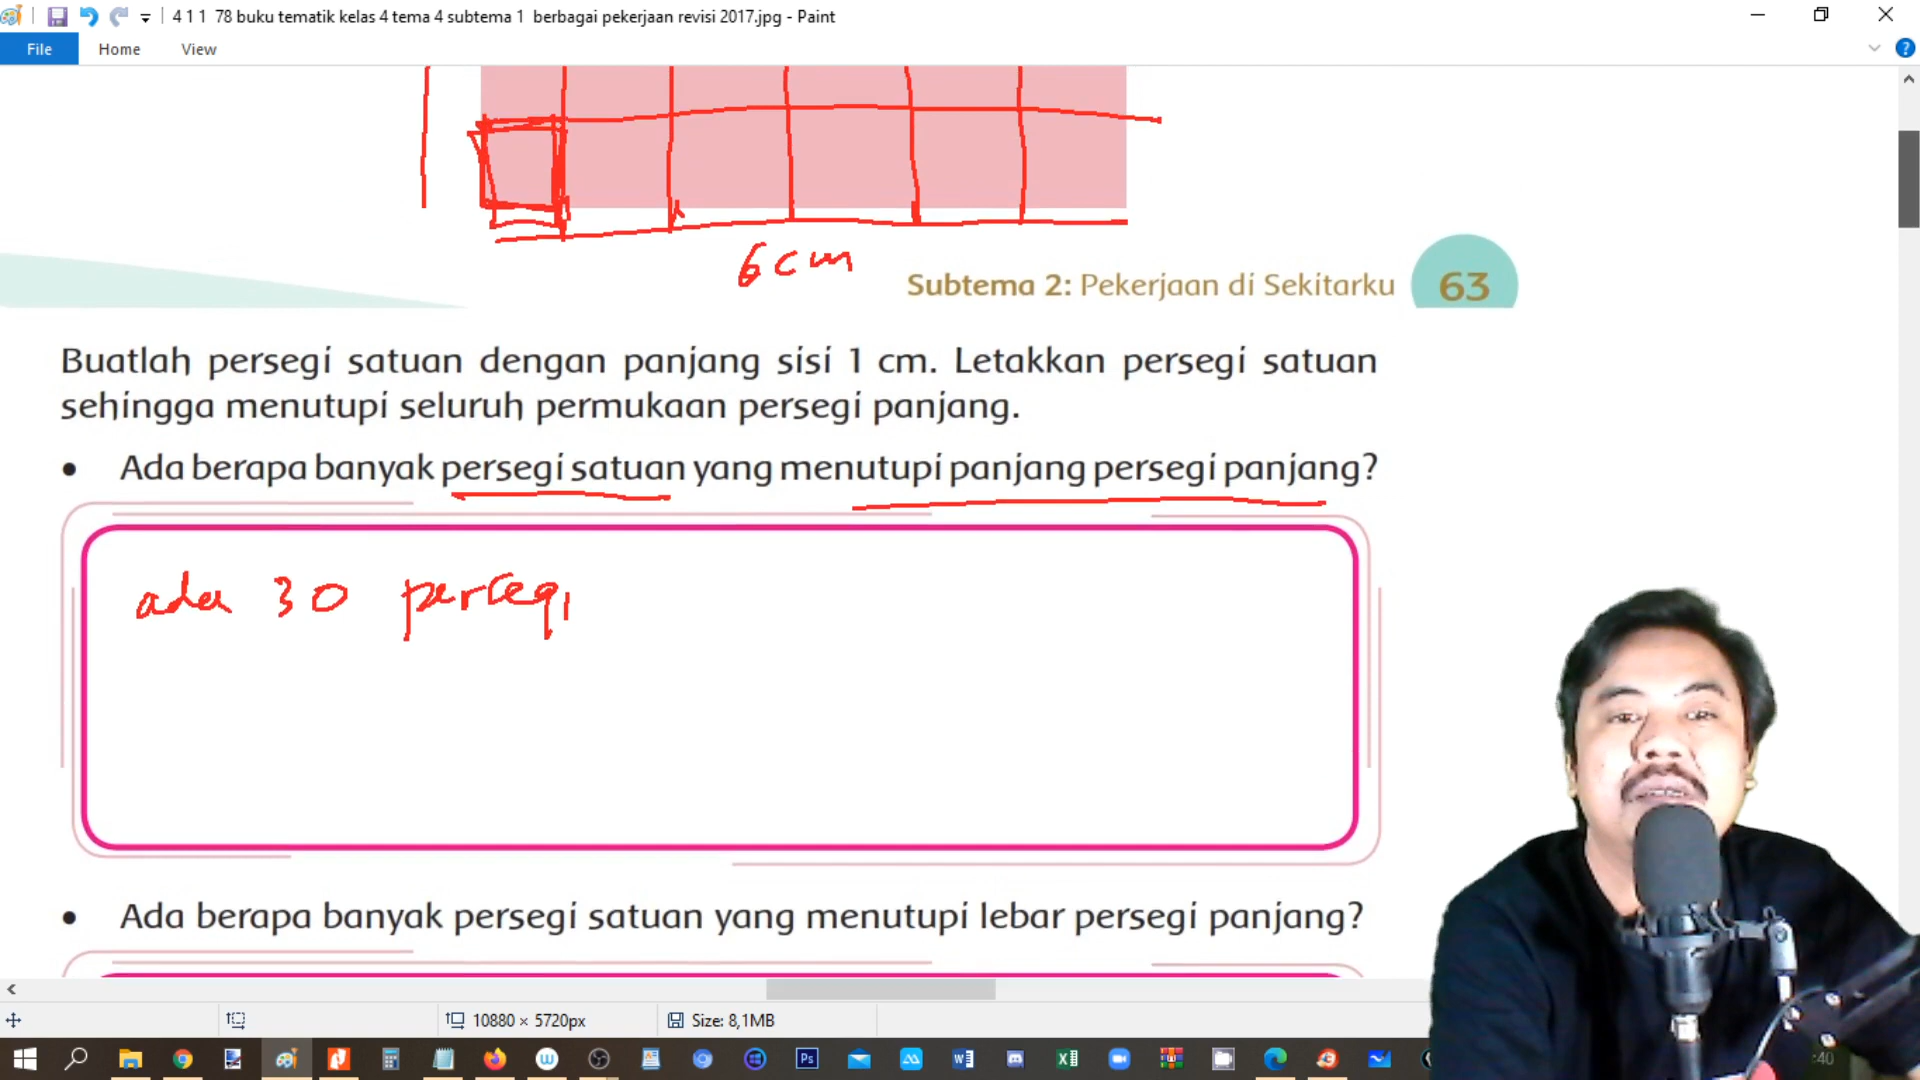 4 1 1  78 buku tematik kelas 4 tema 4 subtema 1  berbagai pekerjaan revisi 2017.jpg - Paint
File Home View
6 cm
Subtema 2: Pekerjaan di Sekitarku 63
Buatlah persegi satuan dengan panjang sisi 1 cm. Letakkan persegi satuan
sehingga menutupi seluruh permukaan persegi panjang.
• Ada berapa banyak persegi satuan yang menutupi panjang persegi panjang?
ada 30 persegi
• Ada berapa banyak persegi satuan yang menutupi lebar persegi panjang?
10880 × 5720px Size: 8,1MB
:40